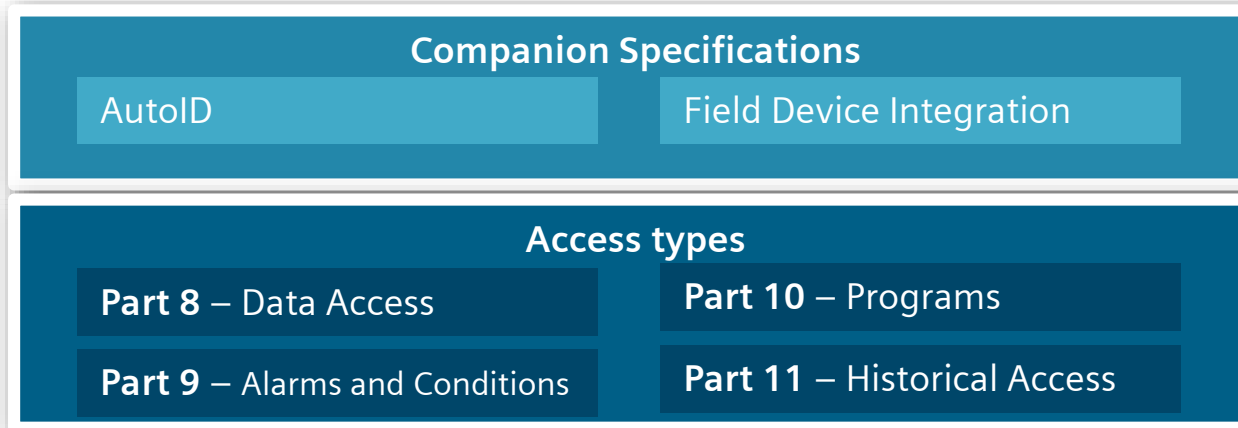 Companion Specifications
AutoID
Field Device Integration
Access types
Part 8 – Data Access
Part 10 – Programs
Part 9 – Alarms and Conditions
Part 11 – Historical Access